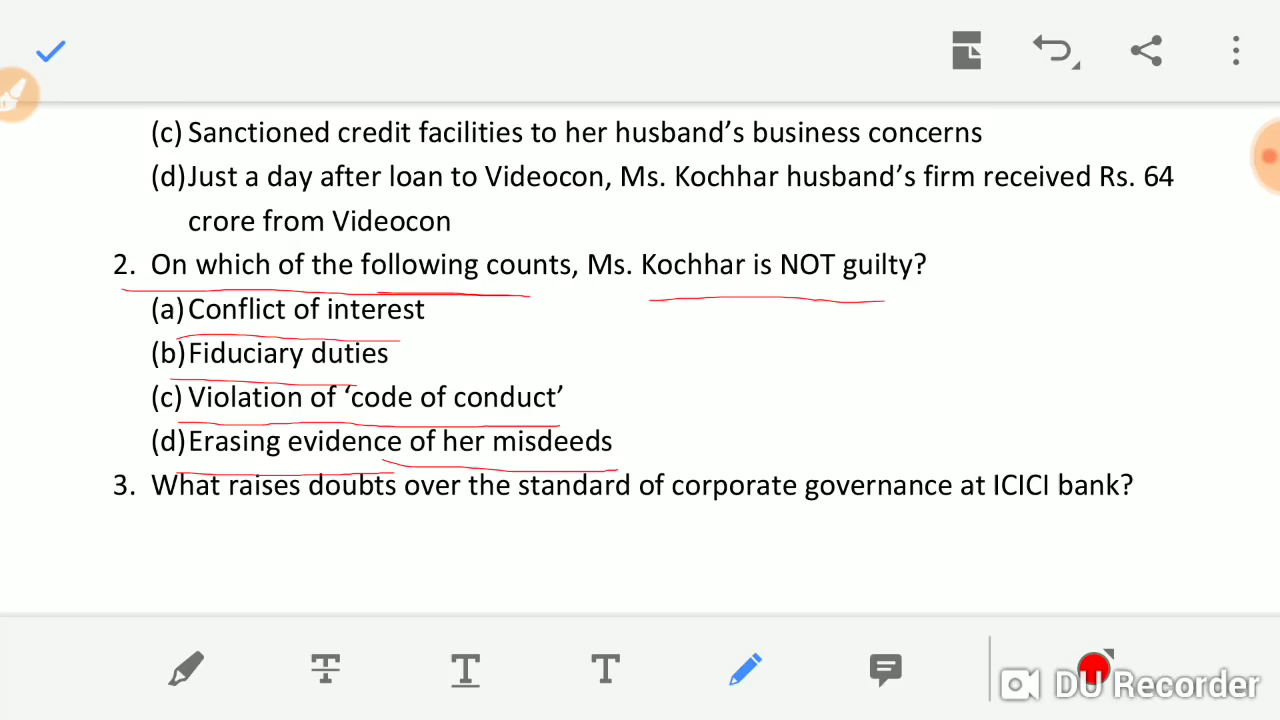 (c) Sanctioned credit facilities to her husband’s business concerns
(d) Just a day after loan to Videocon, Ms. Kochhar husband’s firm received Rs. 64
crore from Videocon
2. On which of the following counts, Ms. Kochhar is NOT guilty?
(a) Conflict of interest
(b) Fiduciary duties
(c) Violation of ‘code of conduct’
(d) Erasing evidence of her misdeeds
3. What raises doubts over the standard of corporate governance at ICICI bank?
T T T
DU Recorder